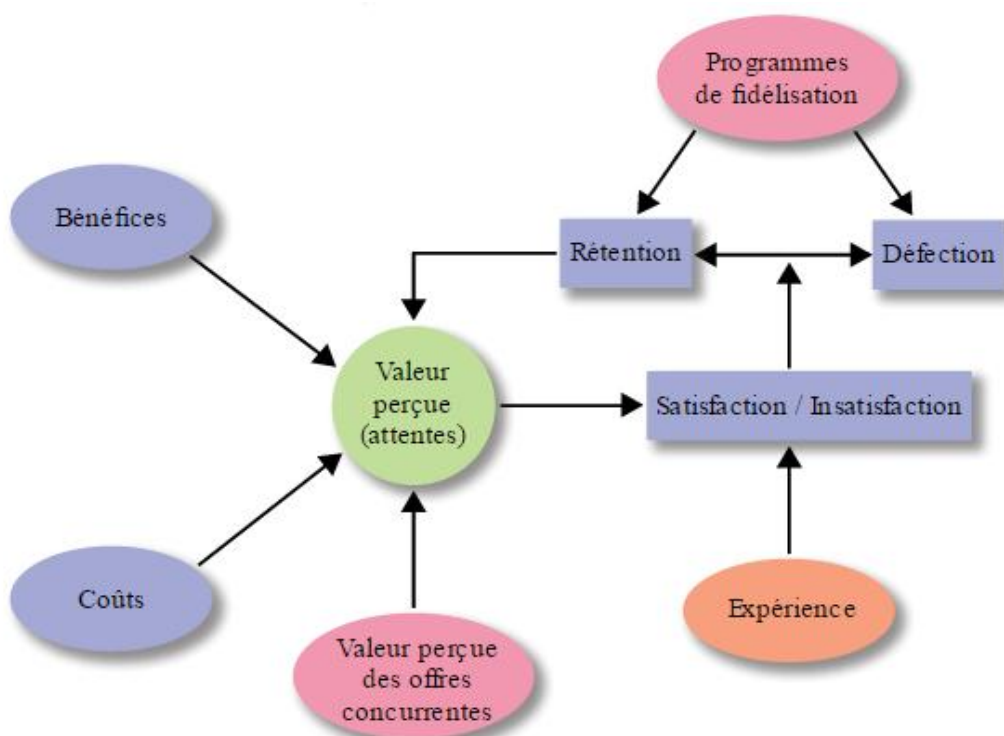 Programmes
de fidélisation
Bénéfices
Rétention
Défection
Valeur
perçue
(attentes)
Satisfaction / Insatisfaction
Coûts
Expérience
Valeur perçue
des offres
concurrentes